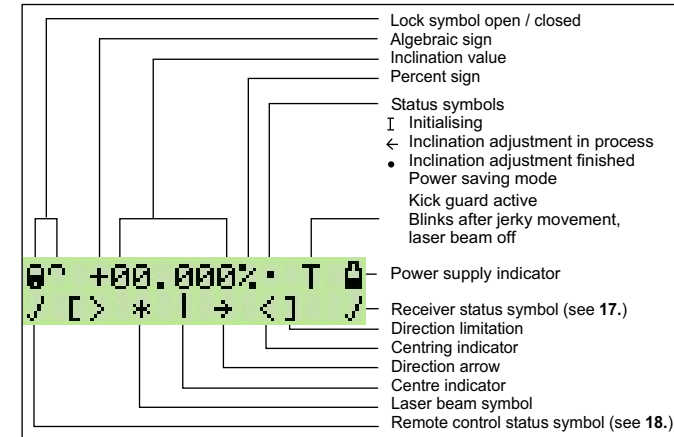 Lock symbol open / closed
Algebraic sign
Inclination value
Percent sign
Status symbols
I Initialising
← Inclination adjustment in process
• Inclination adjustment finished
Power saving mode
Kick guard active
Blinks after jerky movement,
laser beam off
+00.000%• T
Power supply indicator
✓ [> * | → <] ✓
Receiver status symbol (see 17.)
Direction limitation
Centring indicator
Direction arrow
Centre indicator
Laser beam symbol
Remote control status symbol (see 18.)